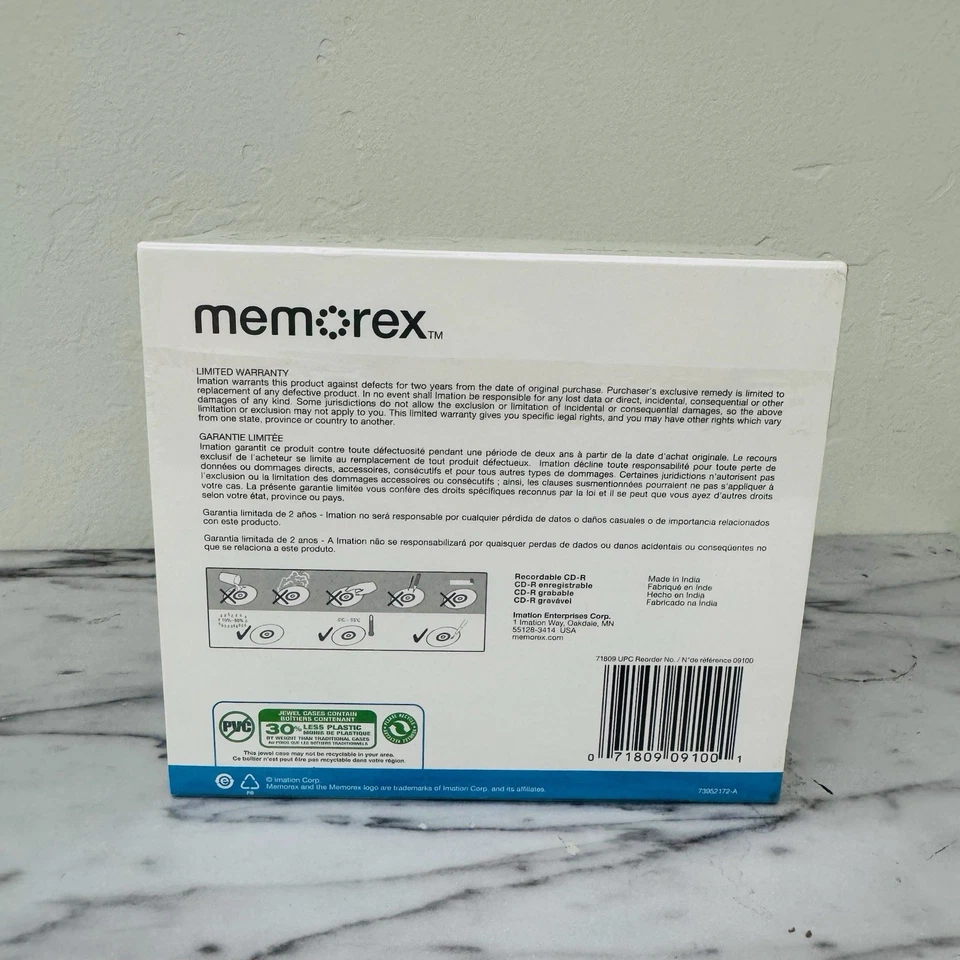 memorex TM
LIMITED WARRANTY
Imation warrants this product against defects for two years from the date of original purchase. Purchaser's exclusive remedy is limited to
replacement of any defective product. In no event shall Imation be responsible for any lost data or direct, incidental, consequential or other
damages of any kind. Some jurisdictions do not allow the exclusion or limitation of incidental or consequential damages, so the above
limitation or exclusion may not apply to you. This limited warranty gives you specific legal rights, and you may have other rights which vary
from one state, province or country to another.
GARANTIE LIMITÉE
Imation garantit ce produit contre toute défectuosité pendant une période de deux ans à partir de la date d'achat originale. Le recours
exclusif de l'acheteur se limite au remplacement de tout produit défectueux. Imation décline toute responsabilité pour toute perte de
données ou dommages directs, accessoires, consécutifs et pour tous autres types de dommages. Certaines juridictions n'autorisent pas
l'exclusion ou la limitation des dommages accessoires ou consécutifs ; ainsi, les clauses susmentionnées pourraient ne pas s'appliquer à
votre cas. La présente garantie limitée vous confère des droits spécifiques reconnus par la loi et il se peut que vous ayez d'autres droits
selon votre état, province ou pays.
Garantia limitada de 2 años - Imation no será responsable por cualquier pérdida de datos o daños casuales o de importancia relacionados
con este producto.
Garantia limitada de 2 anos - A Imation não se responsabilizará por quaisquer perdas de dados ou danos acidentais ou conseqüentes no
que se relaciona a este produto.
10%-80%
0°C - 55°C
Recordable CD-R
CD-R enregistrable
CD-R grabable
CD-R gravável
Made in India
Fabriqué en Inde
Hecho en India
Fabricado na Índia
Imation Enterprises Corp.
1 Imation Way, Oakdale, MN
55128-3414 USA
memorex.com
71809 UPC Reorder No. / N°de référence 09100
0 71809 09100 1
PVC
JEWEL CASES CONTAIN
BOÎTIERS CONTENANT
30% LESS PLASTIC
MOINS DE PLASTIQUE
BY WEIGHT THAN TRADITIONAL CASES
AU POIDS QUE LES BOÎTIERS TRADITIONNELS
This jewel case may not be recyclable in your area.
Ce boîtier n'est peut être pas recyclable dans votre région.
© Imation Corp.
Memorex and the Memorex logo are trademarks of Imation Corp. and its affiliates.
PB
73952172-A